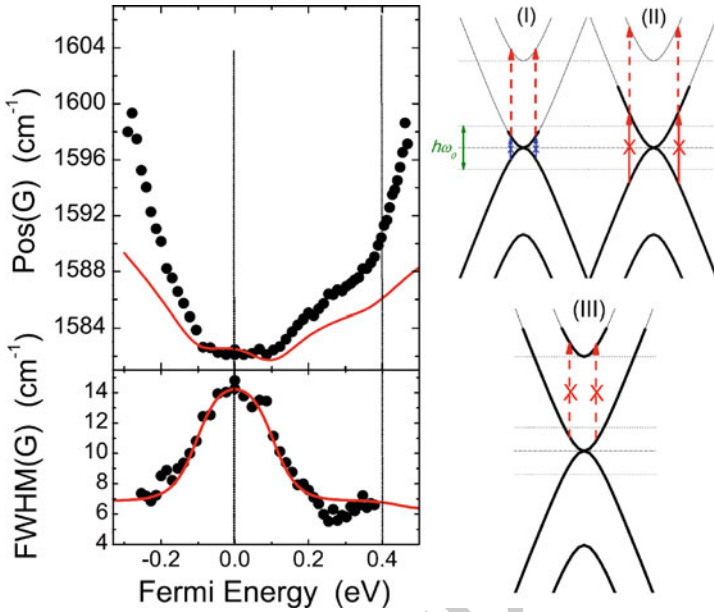 1604
1600
1596
1592
1588
1584
Pos(G) (cm⁻¹)
14
12
10
8
6
4
FWHM(G) (cm⁻¹)
-0.2 0.0 0.2 0.4
Fermi Energy (eV)
(I) (II)
hω₀
(III)